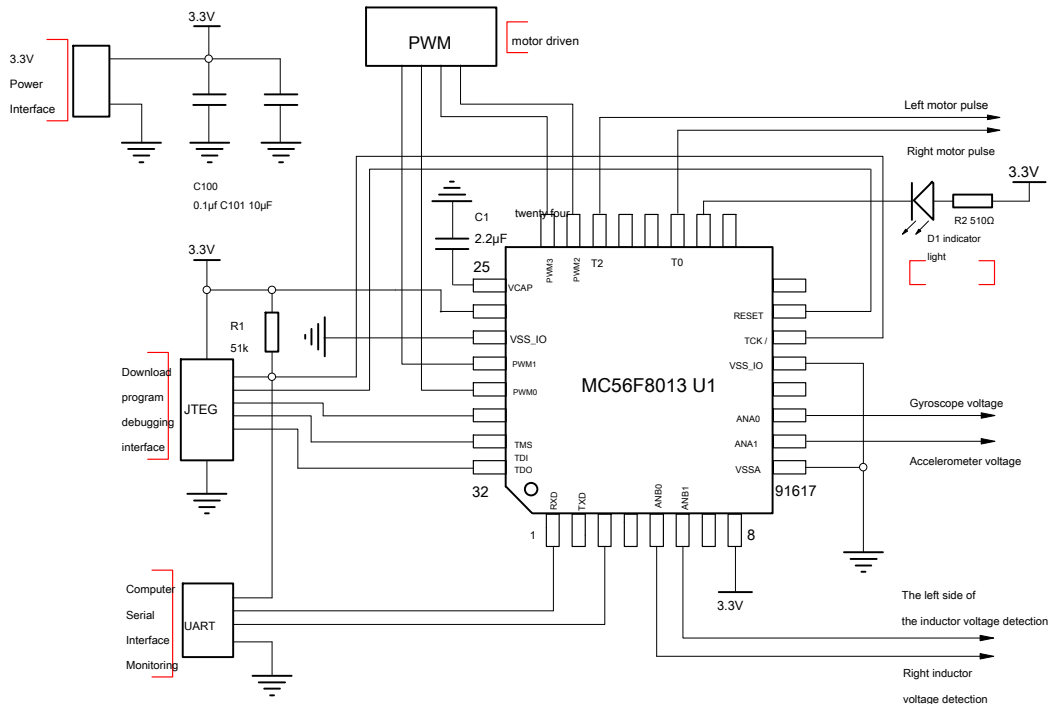 3.3V
PWM
motor driven
3.3V
Power
Interface
C100
0.1μf C101 10μF
Left motor pulse
Right motor pulse
3.3V
R2 510Ω
D1 indicator
light
C1
2.2μF
twenty four
25
PWM3
PWM2
T2
T0
3.3V
VCAP
RESET
VSS_IO
TCK /
R1
51k
PWM1
VSS_IO
PWM0
MC56F8013 U1
Download
program
debugging
interface
JTEG
ANA0
Gyroscope voltage
TMS
ANA1
TDI
TDO
VSSA
Accelerometer voltage
32
91617
RXD
TXD
ANB0
ANB1
1
8
3.3V
Computer
Serial
Interface
Monitoring
UART
The left side of
the inductor voltage detection
Right inductor
voltage detection